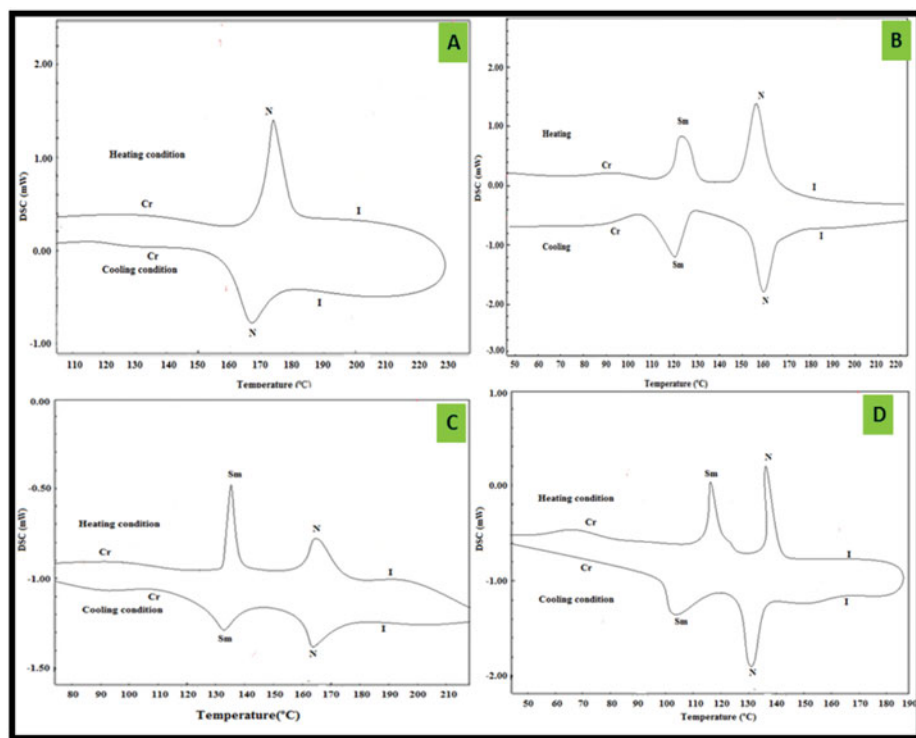 A
2.00
1.00
0.00
-1.00
DSC (mW)
N
Heating condition
Cr
I
Cr
Cooling condition
I
N
110 120 130 140 150 160 170 180 190 200 210 220 230
Temperature (°C)
B
2.00
1.00
0.00
-1.00
-2.00
-3.00
DSC (mW)
N
Sm
Heating
Cr
I
Cr
Cooling
I
Sm
N
50 60 70 80 90 100 110 120 130 140 150 160 170 180 190 200 210 220
Temperature (°C)
C
0.00
-0.50
-1.00
-1.50
DSC (mW)
Sm
N
Heating condition
Cr
I
Cr
Cooling condition
I
Sm
N
80 90 100 110 120 130 140 150 160 170 180 190 200 210
Temperature(°C)
D
1.00
0.00
-1.00
-2.00
DSC (mW)
N
Sm
Heating condition
Cr
I
Cr
Cooling condition
I
Sm
N
50 60 70 80 90 100 110 120 130 140 150 160 170 180 190
Temperature (°C)